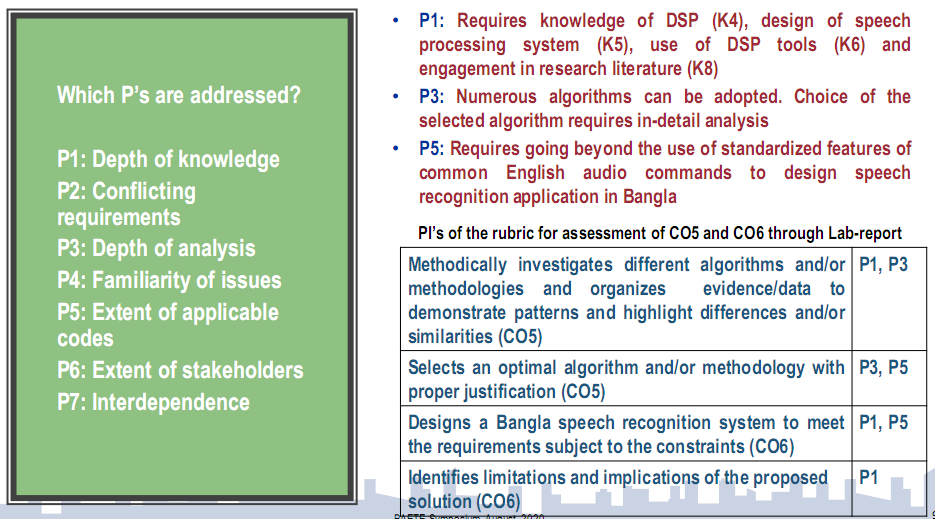 Which P's are addressed?
P1: Depth of knowledge
P2: Conflicting
requirements
P3: Depth of analysis
P4: Familiarity of issues
P5: Extent of applicable
codes
P6: Extent of stakeholders
P7: Interdependence
• P1: Requires knowledge of DSP (K4), design of speech
processing system (K5), use of DSP tools (K6) and
engagement in research literature (K8)
• P3: Numerous algorithms can be adopted. Choice of the
selected algorithm requires in-detail analysis
• P5: Requires going beyond the use of standardized features of
common English audio commands to design speech
recognition application in Bangla
PI's of the rubric for assessment of CO5 and CO6 through Lab-report
Methodically investigates different algorithms and/or P1, P3
methodologies and organizes evidence/data to
demonstrate patterns and highlight differences and/or
similarities (CO5)
Selects an optimal algorithm and/or methodology with P3, P5
proper justification (CO5)
Designs a Bangla speech recognition system to meet P1, P5
the requirements subject to the constraints (CO6)
Identifies limitations and implications of the proposed P1
solution (CO6)
BAETE Symposium August, 2020